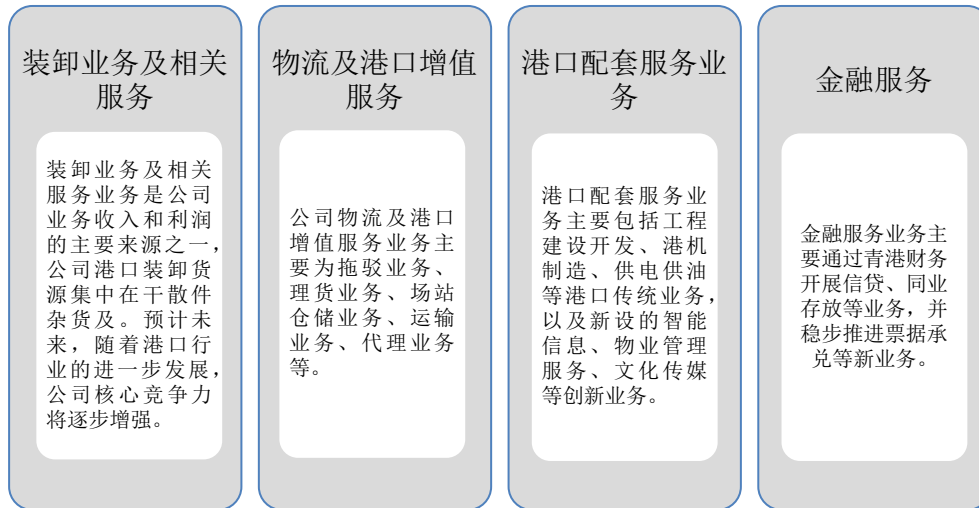 装卸业务及相关
服务
装卸业务及相关
服务业务是公司
业务收入和利润
的主要来源之一，
公司港口装卸货
源集中在干散件
杂货及。预计未
来，随着港口行
业的进一步发展，
公司核心竞争力
将逐步增强。
物流及港口增值
服务
公司物流及港口
增值服务业务主
要为拖驳业务、
理货业务、场站
仓储业务、运输
业务、代理业务
等。
港口配套服务业
务
港口配套服务业
务主要包括工程
建设开发、港机
制造、供电供油
等港口传统业务，
以及新设的智能
信息、物业管理
服务、文化传媒
等创新业务。
金融服务
金融服务业务主
要通过青港财务
开展信贷、同业
存放等业务，并
稳步推进票据承
兑等新业务。